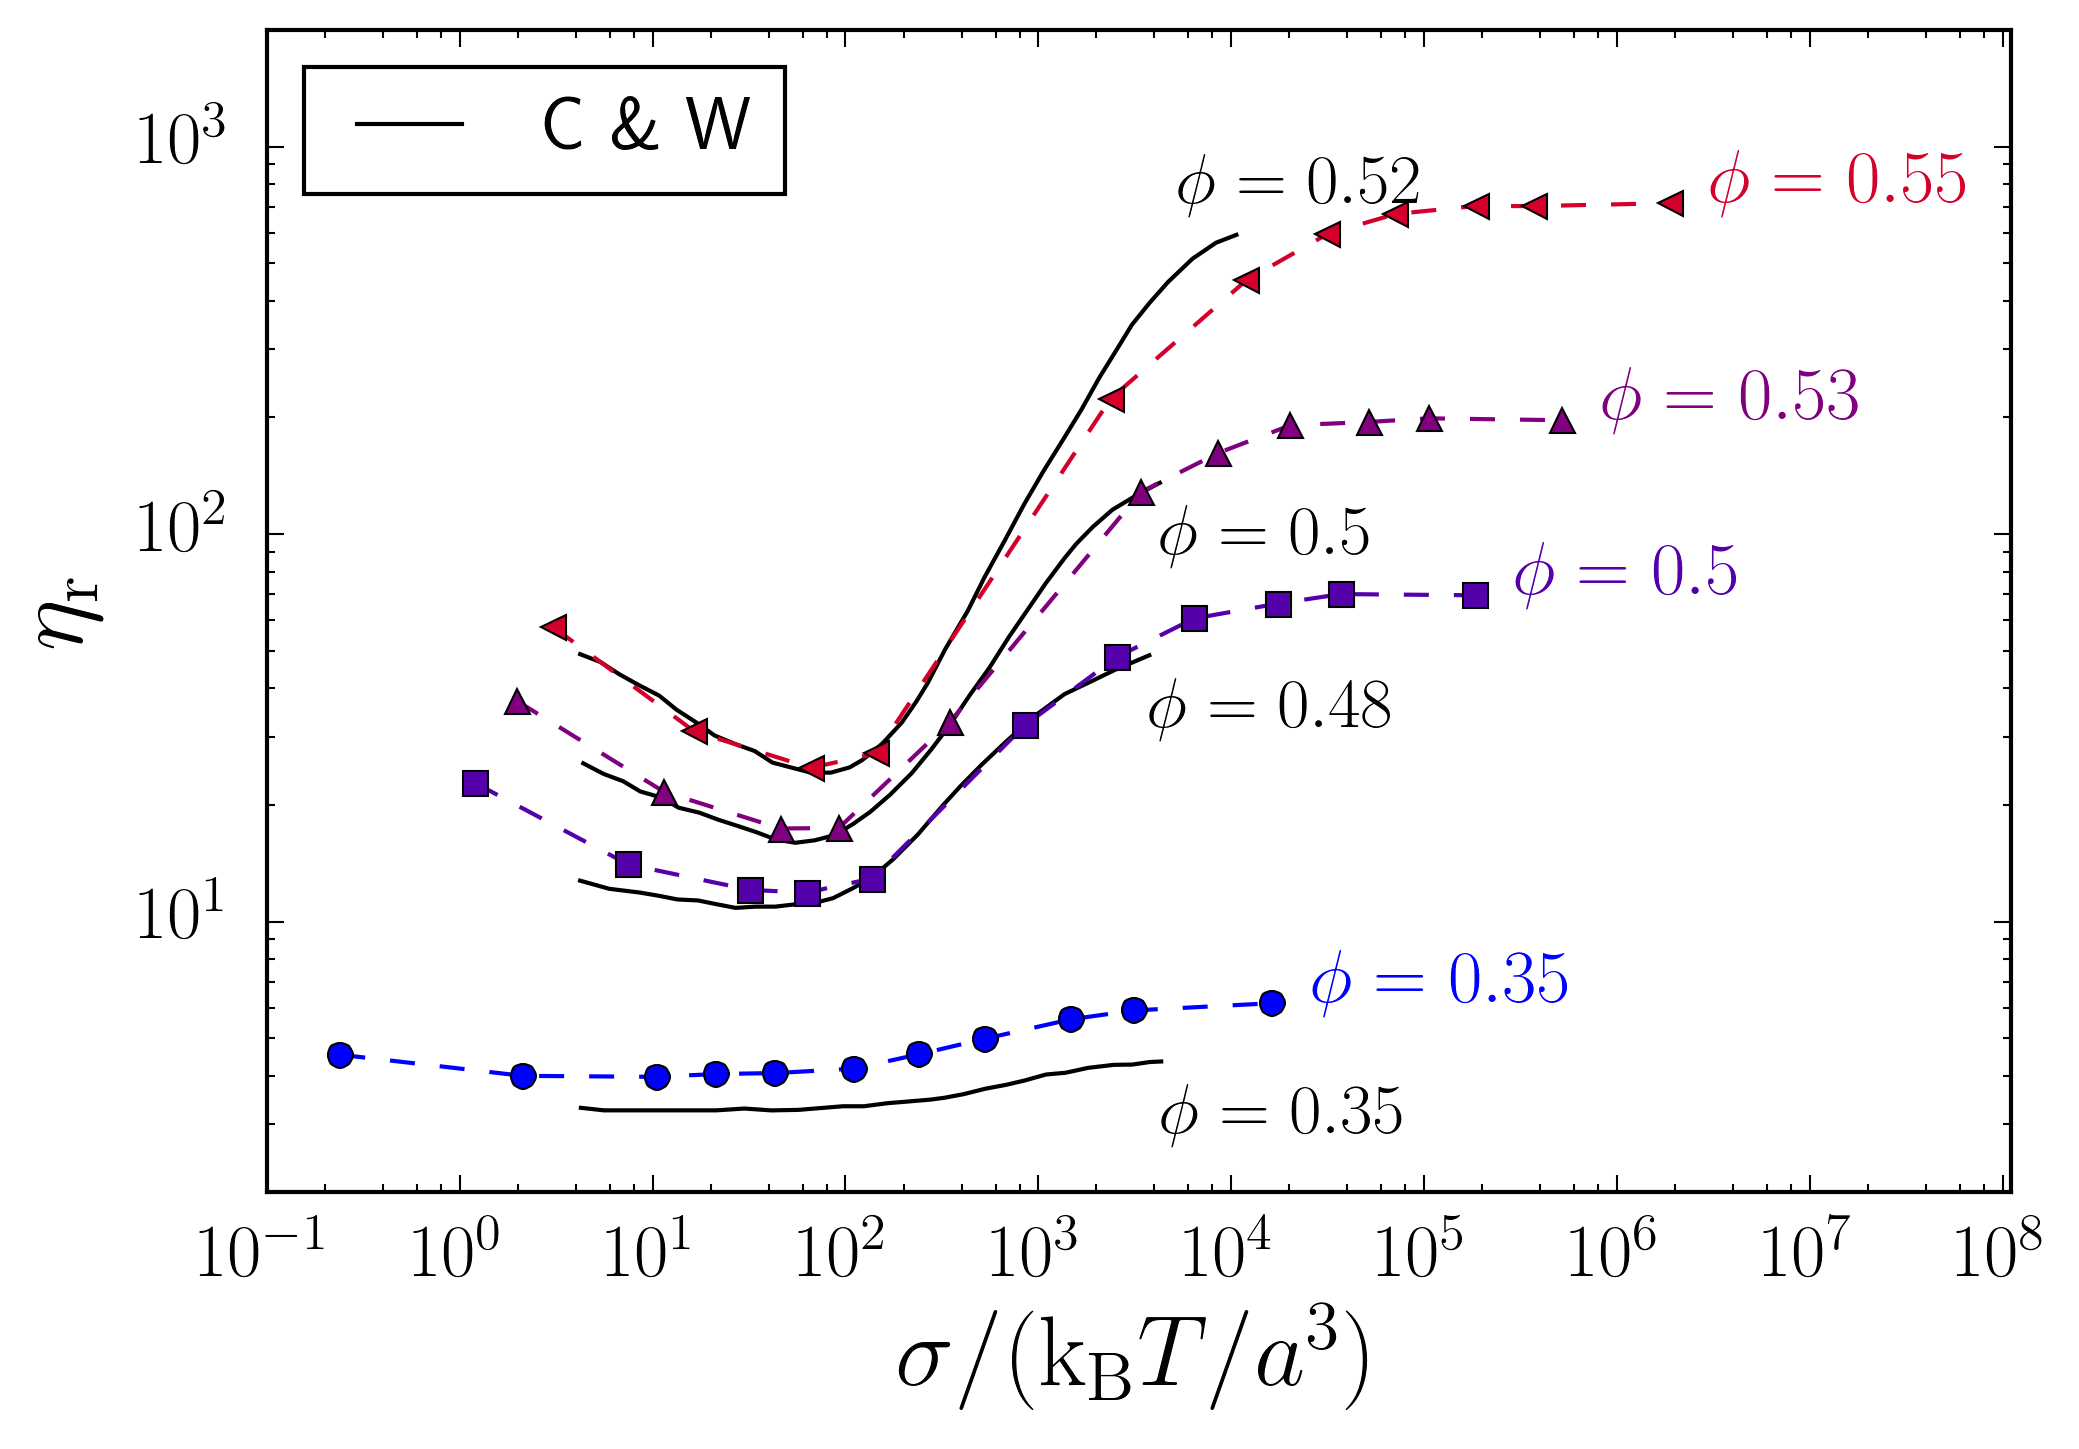 C & W
10³
ϕ = 0.52
ϕ = 0.55
ϕ = 0.53
10²
ϕ = 0.5
ϕ = 0.5
ηᵣ
ϕ = 0.48
10¹
ϕ = 0.35
ϕ = 0.35
10⁻¹ 10⁰ 10¹ 10² 10³ 10⁴ 10⁵ 10⁶ 10⁷ 10⁸
σ/(k_B T/a³)